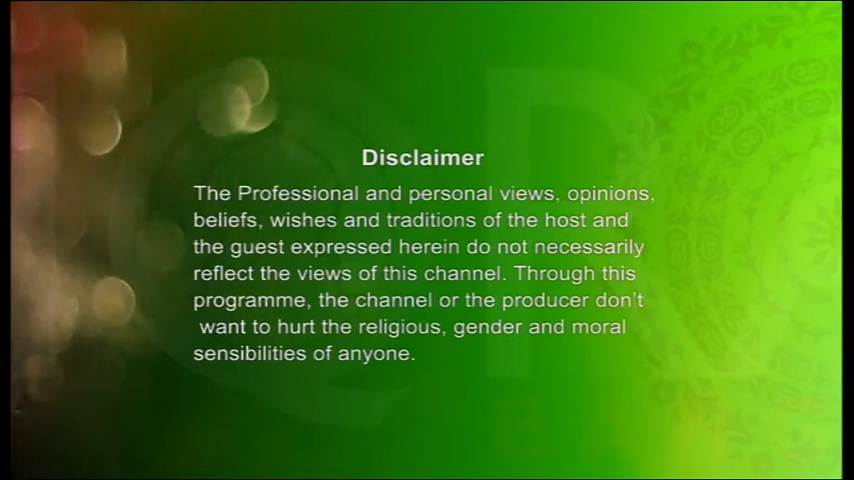 Disclaimer
The Professional and personal views, opinions,
beliefs, wishes and traditions of the host and
the guest expressed herein do not necessarily
reflect the views of this channel. Through this
programme, the channel or the producer don't
want to hurt the religious, gender and moral
sensibilities of anyone.